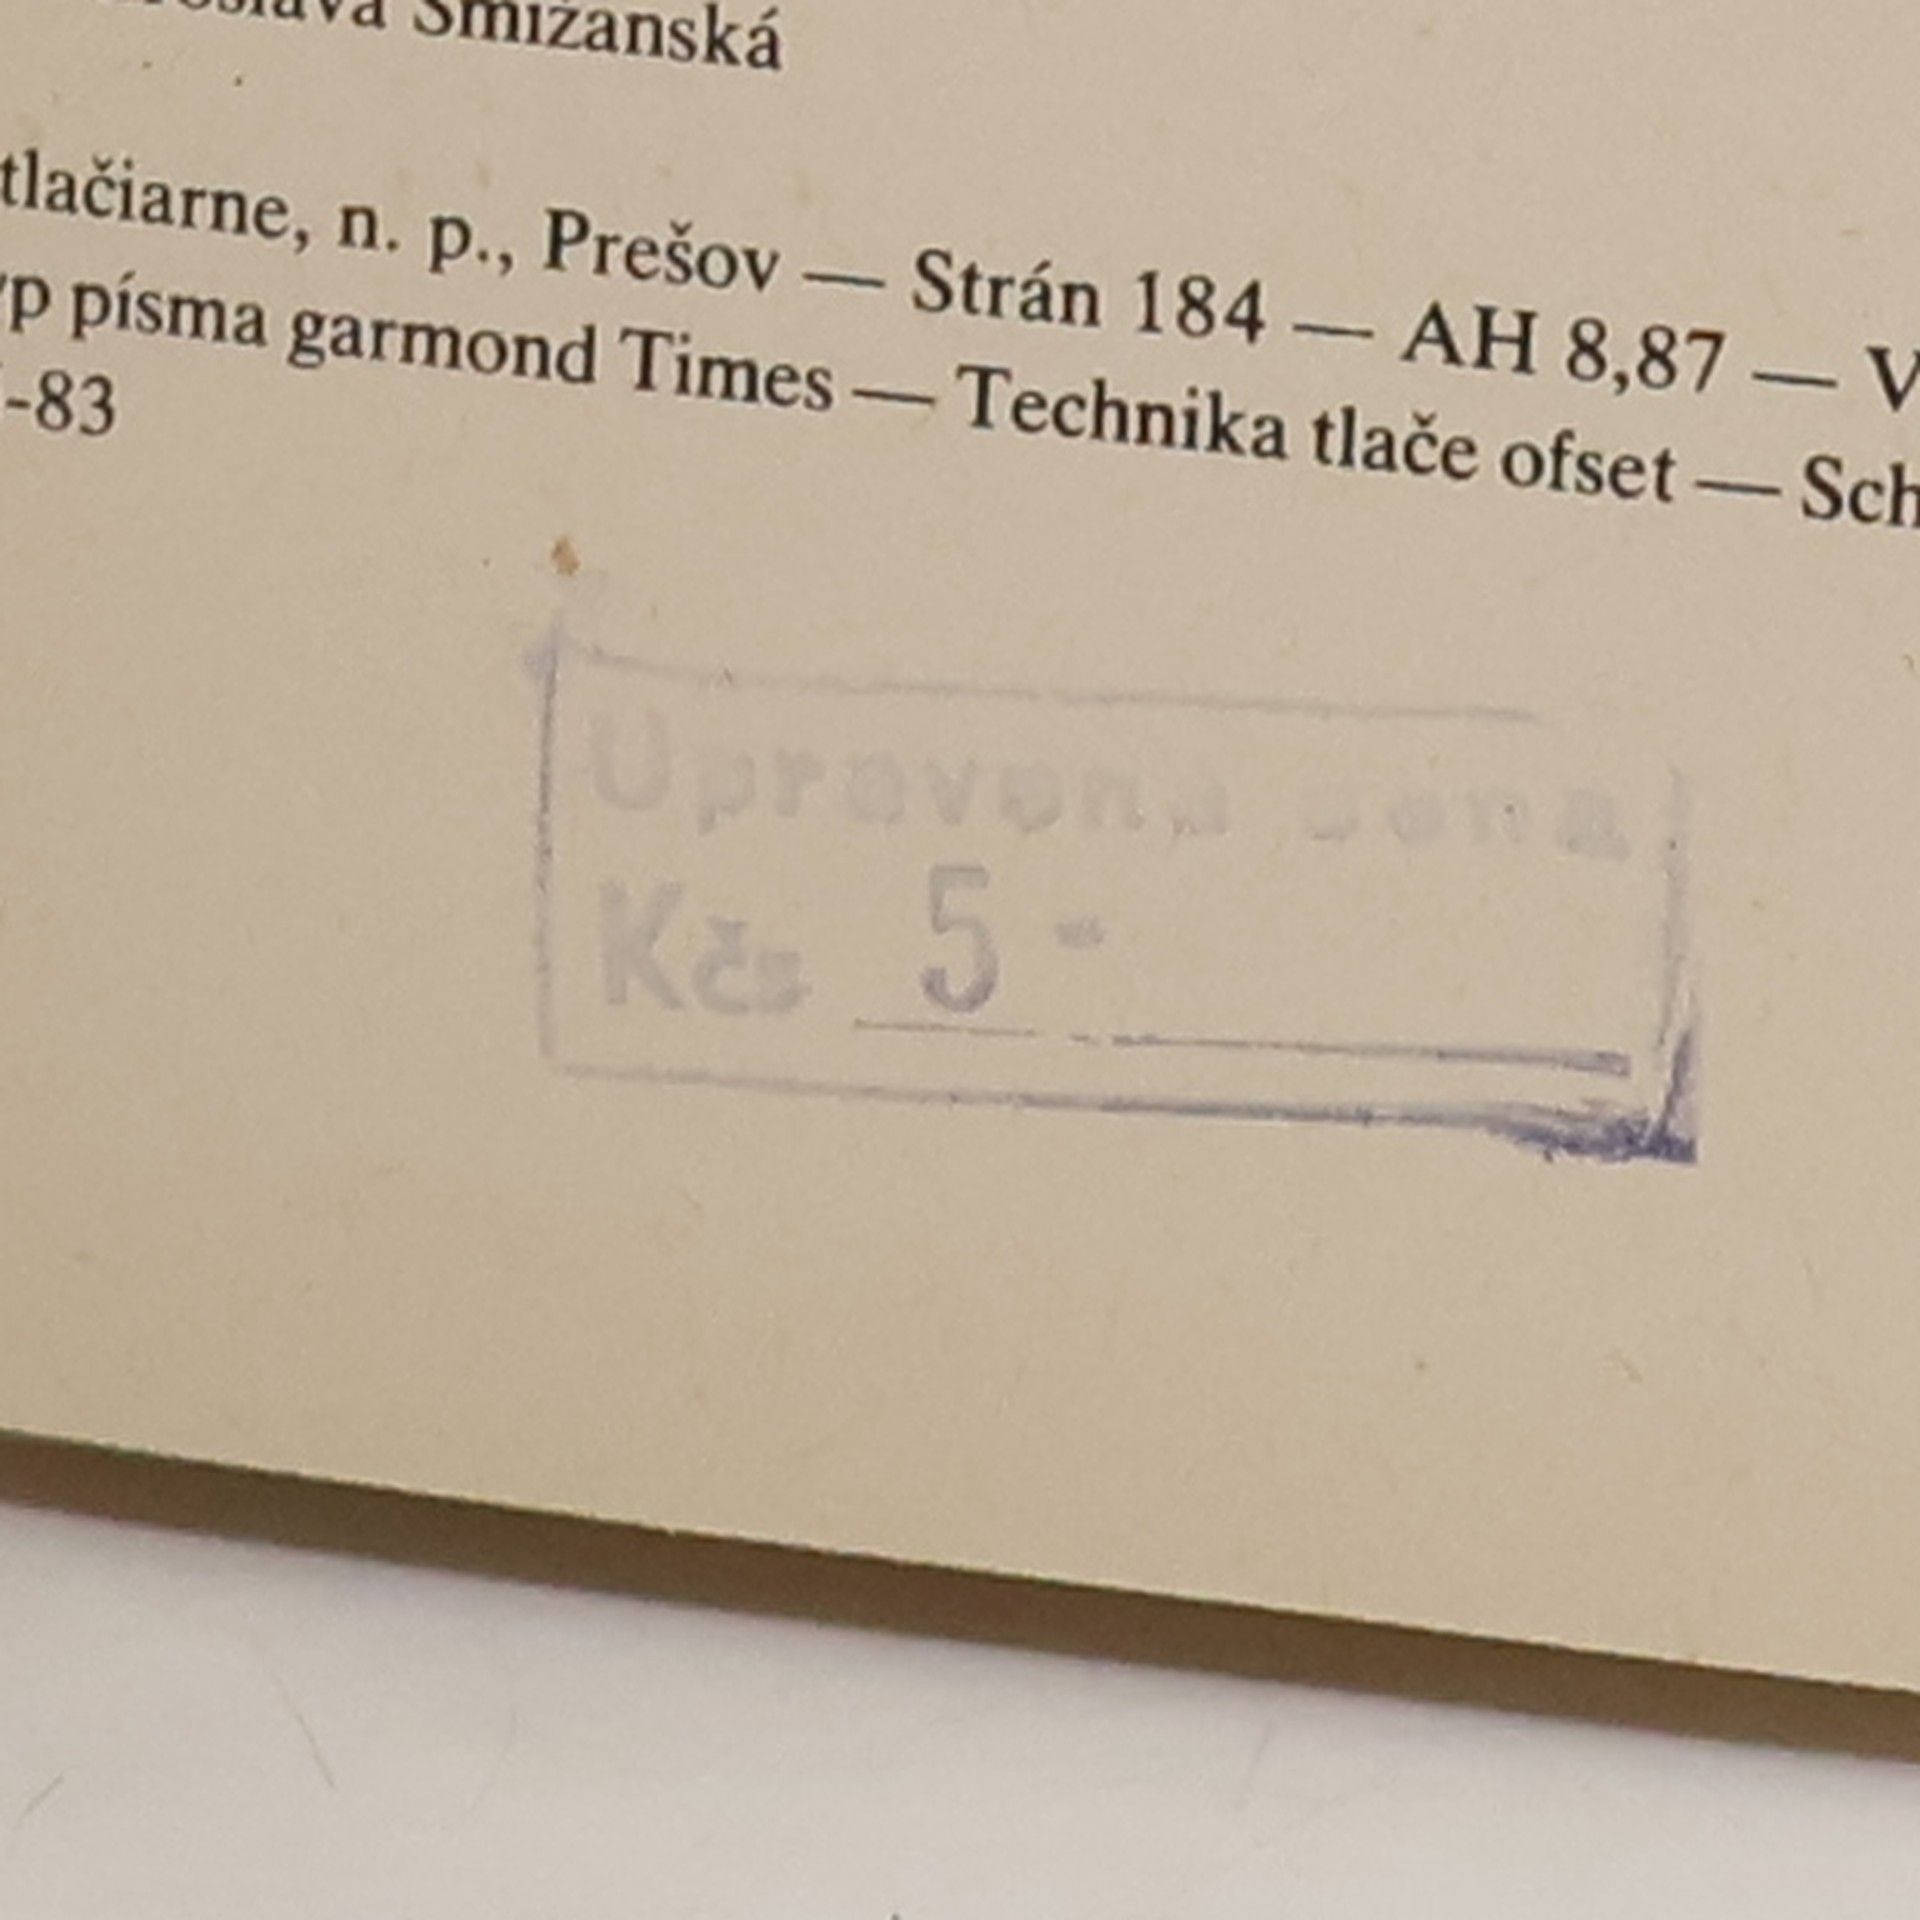 Smižanská
tlačiarne, n. p., Prešov — Strán 184 — AH 8,87 — V
písma garmond Times — Technika tlače ofset — Sch
-83
Upravená cena
Kčs 5 -